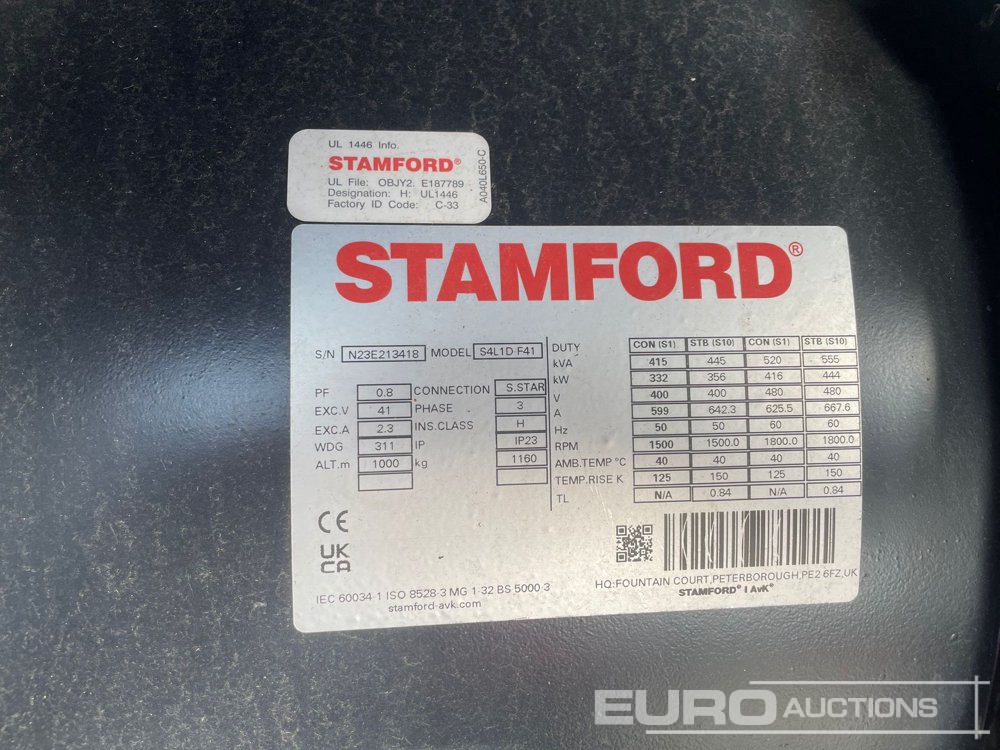 UL 1446 Info.
STAMFORD®
UL File: OBJY2. E187789
Designation: H: UL1446
Factory ID Code: C-33
A040L650-C
STAMFORD®
S/N N23E213418 MODEL S4L1D F41
PF 0.8 CONNECTION S.STAR
EXC.V 41 PHASE 3
EXC.A 2.3 INS.CLASS H
WDG 311 IP IP23
ALT.m 1000 kg 1160
DUTY CON (S1) STB (S10) CON (S1) STB (S10)
kVA 415 445 520 555
kW 332 356 416 444
V 400 400 480 480
A 599 642.3 625.5 667.6
Hz 50 50 60 60
RPM 1500 1500.0 1800.0 1800.0
AMB.TEMP °C 40 40 40 40
TEMP.RISE K 125 150 125 150
TL N/A 0.84 N/A 0.84
CE
UK
CA
IEC 60034-1 ISO 8528-3 MG 1-32 BS 5000-3
stamford-avk.com
HQ:FOUNTAIN COURT,PETERBOROUGH,PE2 6FZ,UK
STAMFORD® | AvK®
EURO AUCTIONS